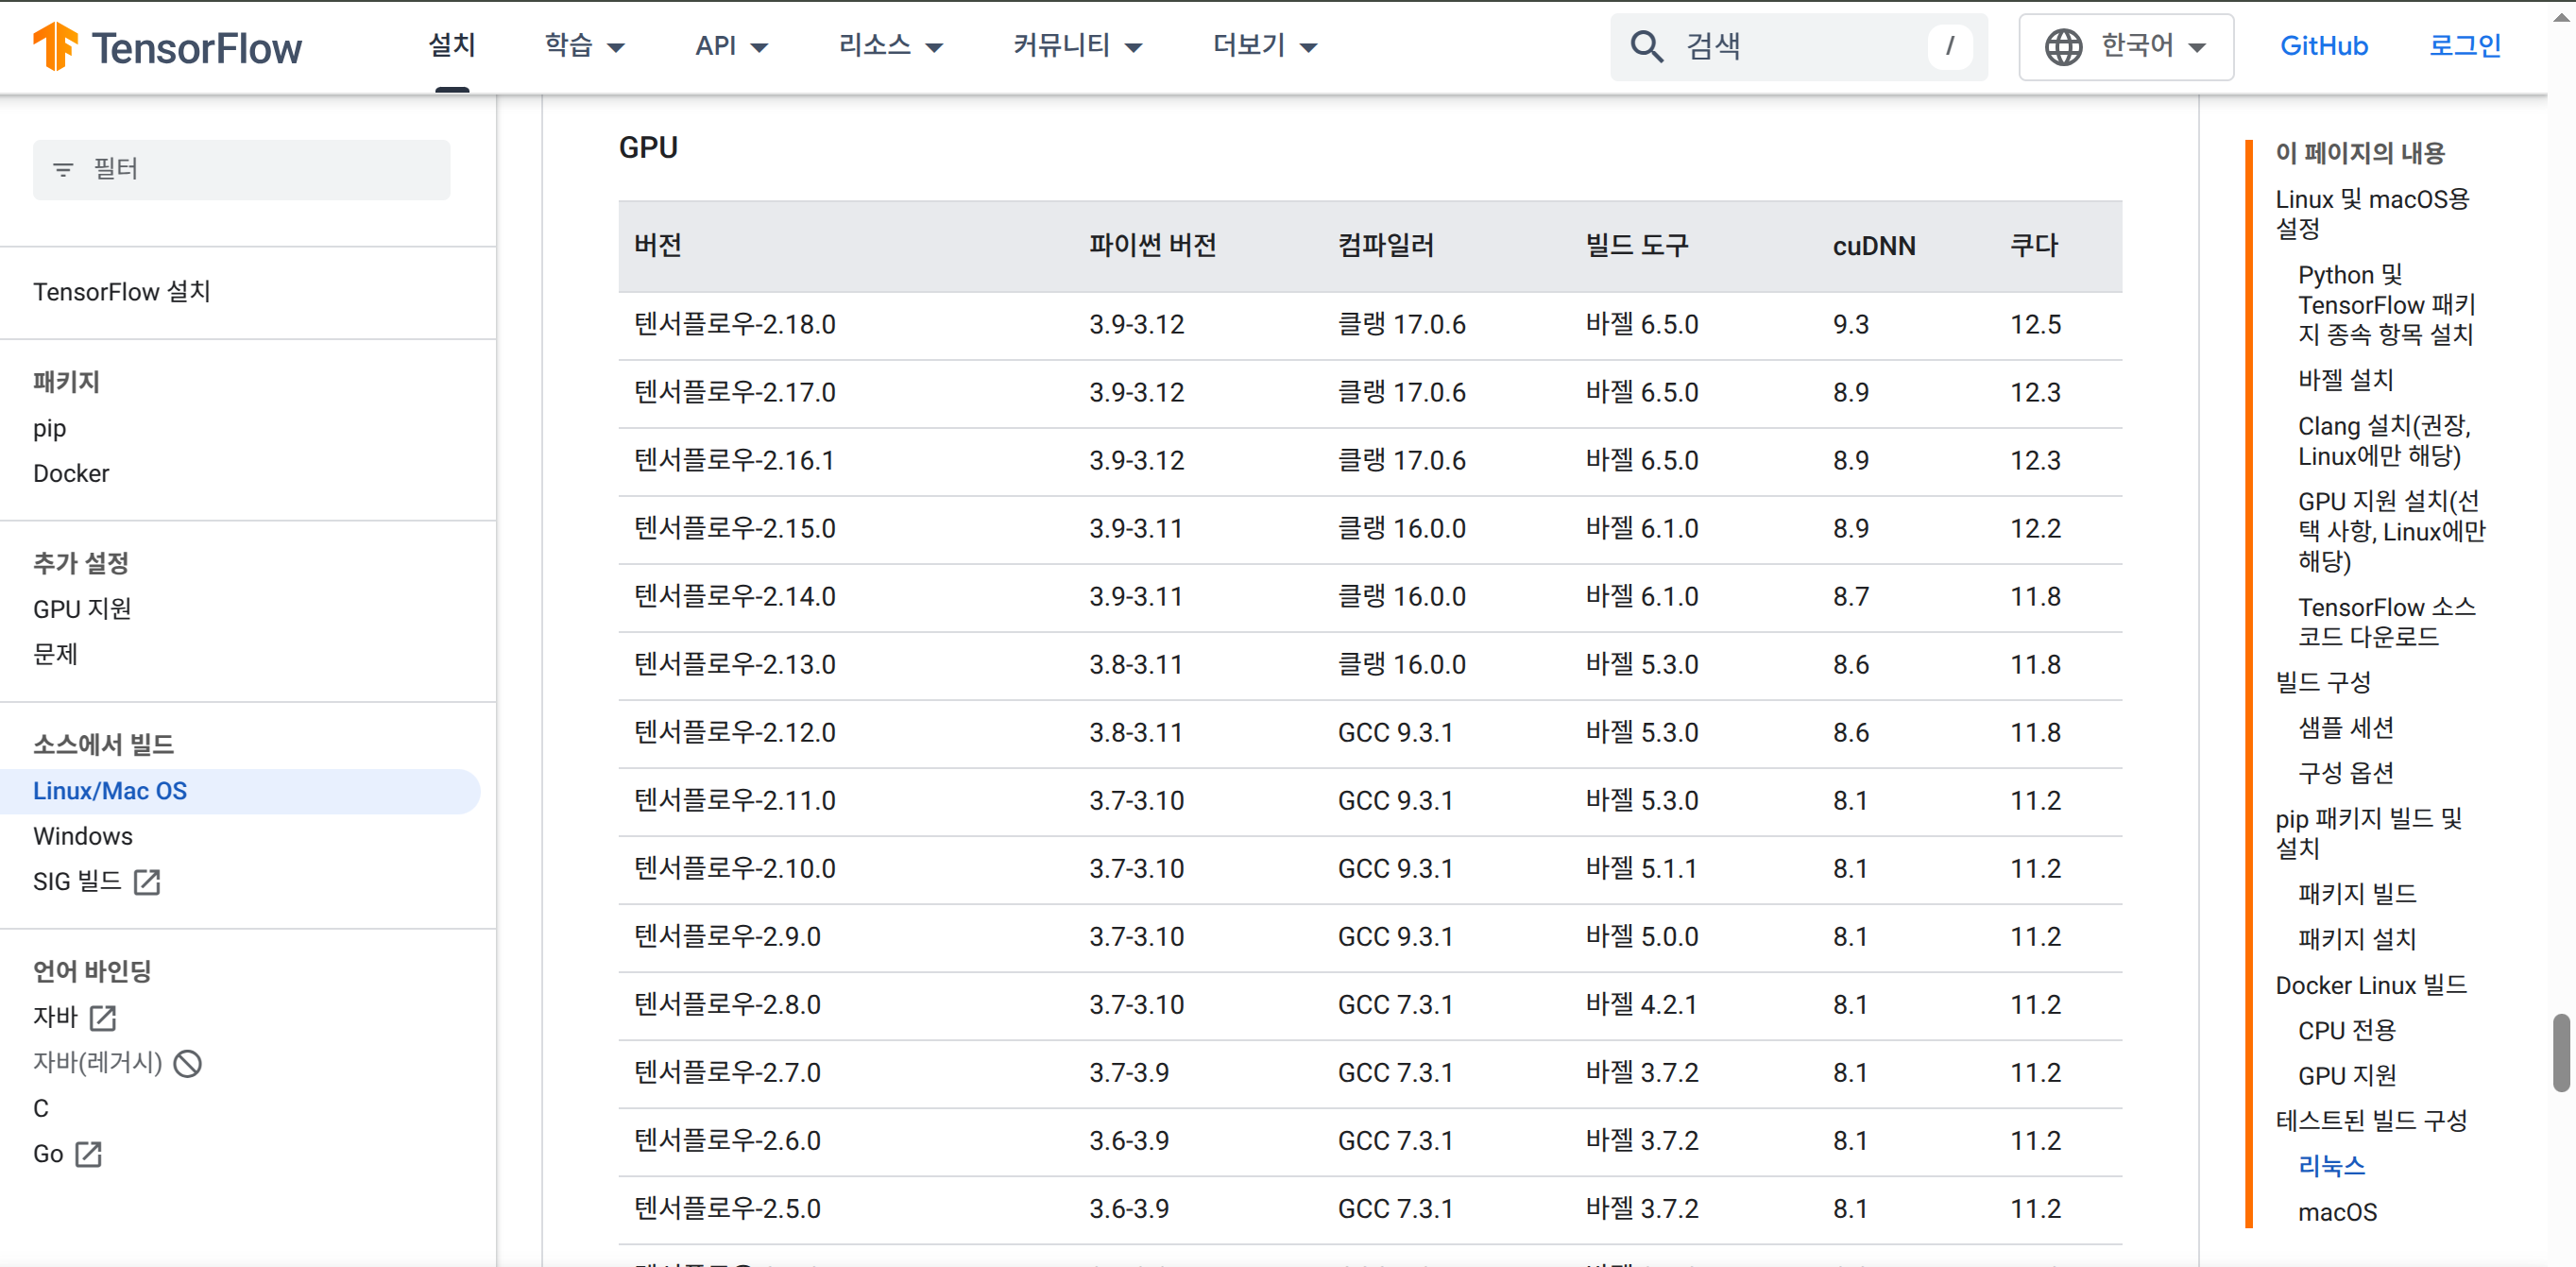 TensorFlow 설치 학습 API 리소스 커뮤니티 더보기 검색 / 한국어 GitHub 로그인
필터
TensorFlow 설치
패키지
pip
Docker
추가 설정
GPU 지원
문제
소스에서 빌드
Linux/Mac OS
Windows
SIG 빌드
언어 바인딩
자바
자바(레거시)
C
Go
GPU
버전 파이썬 버전 컴파일러 빌드 도구 cuDNN 쿠다
텐서플로우-2.18.0 3.9-3.12 클랭 17.0.6 바젤 6.5.0 9.3 12.5
텐서플로우-2.17.0 3.9-3.12 클랭 17.0.6 바젤 6.5.0 8.9 12.3
텐서플로우-2.16.1 3.9-3.12 클랭 17.0.6 바젤 6.5.0 8.9 12.3
텐서플로우-2.15.0 3.9-3.11 클랭 16.0.0 바젤 6.1.0 8.9 12.2
텐서플로우-2.14.0 3.9-3.11 클랭 16.0.0 바젤 6.1.0 8.7 11.8
텐서플로우-2.13.0 3.8-3.11 클랭 16.0.0 바젤 5.3.0 8.6 11.8
텐서플로우-2.12.0 3.8-3.11 GCC 9.3.1 바젤 5.3.0 8.6 11.8
텐서플로우-2.11.0 3.7-3.10 GCC 9.3.1 바젤 5.3.0 8.1 11.2
텐서플로우-2.10.0 3.7-3.10 GCC 9.3.1 바젤 5.1.1 8.1 11.2
텐서플로우-2.9.0 3.7-3.10 GCC 9.3.1 바젤 5.0.0 8.1 11.2
텐서플로우-2.8.0 3.7-3.10 GCC 7.3.1 바젤 4.2.1 8.1 11.2
텐서플로우-2.7.0 3.7-3.9 GCC 7.3.1 바젤 3.7.2 8.1 11.2
텐서플로우-2.6.0 3.6-3.9 GCC 7.3.1 바젤 3.7.2 8.1 11.2
텐서플로우-2.5.0 3.6-3.9 GCC 7.3.1 바젤 3.7.2 8.1 11.2
이 페이지의 내용
Linux 및 macOS용
설정
Python 및
TensorFlow 패키
지 종속 항목 설치
바젤 설치
Clang 설치(권장,
Linux에만 해당)
GPU 지원 설치(선
택 사항, Linux에만
해당)
TensorFlow 소스
코드 다운로드
빌드 구성
샘플 세션
구성 옵션
pip 패키지 빌드 및
설치
패키지 빌드
패키지 설치
Docker Linux 빌드
CPU 전용
GPU 지원
테스트된 빌드 구성
리눅스
macOS